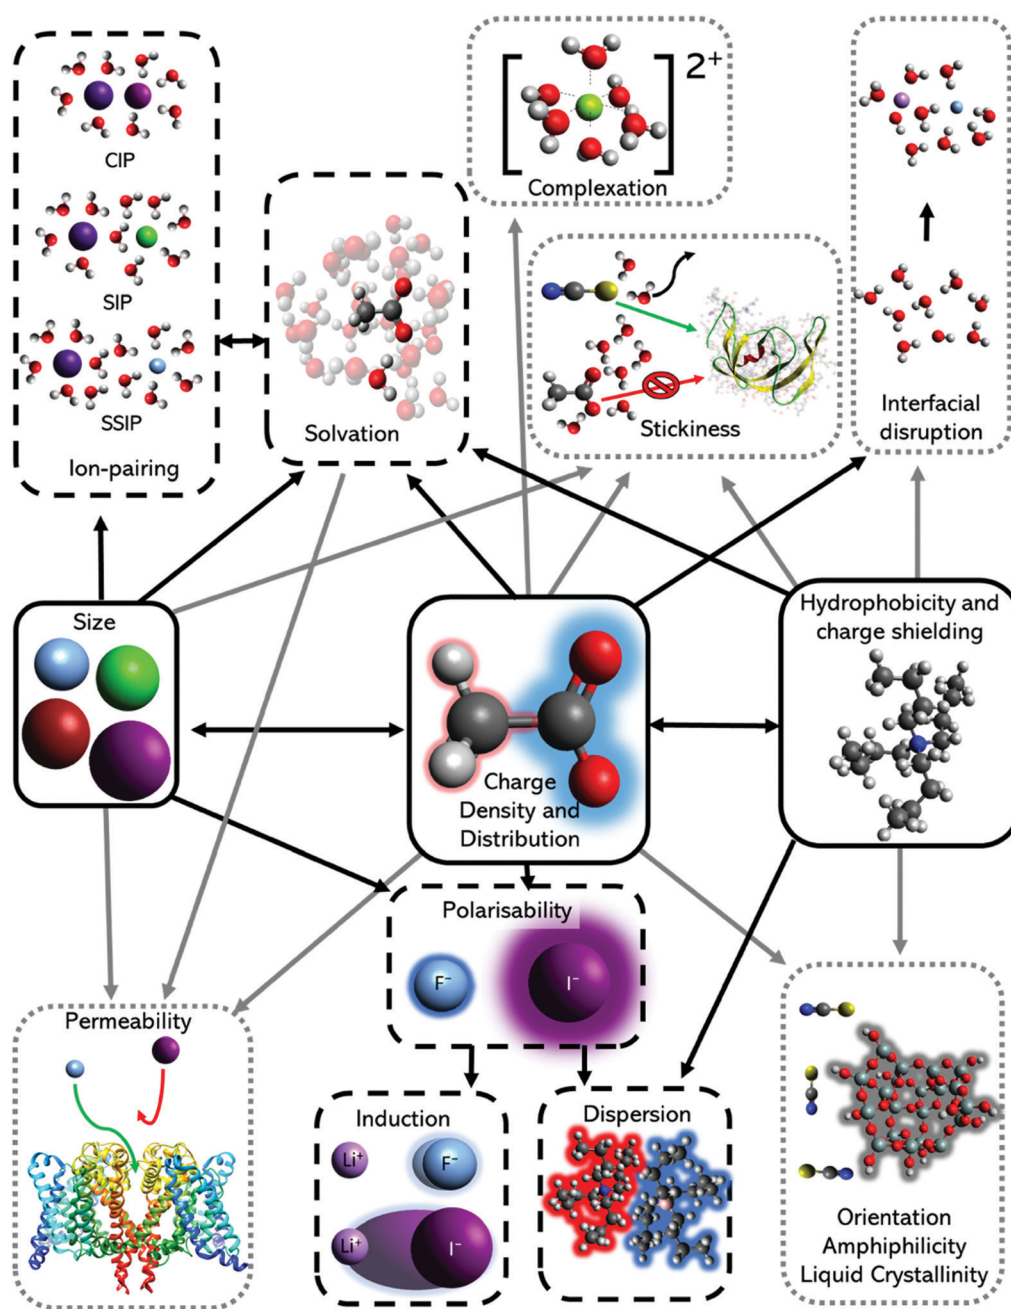 CIP
SIP
SSIP
Ion-pairing
Solvation
2+
Complexation
Stickiness
Interfacial
disruption
Size
Charge
Density and
Distribution
Hydrophobicity and
charge shielding
Polarisability
F⁻
I⁻
Permeability
Induction
Li⁺
F⁻
Li⁺
I⁻
Dispersion
Orientation
Amphiphilicity
Liquid Crystallinity